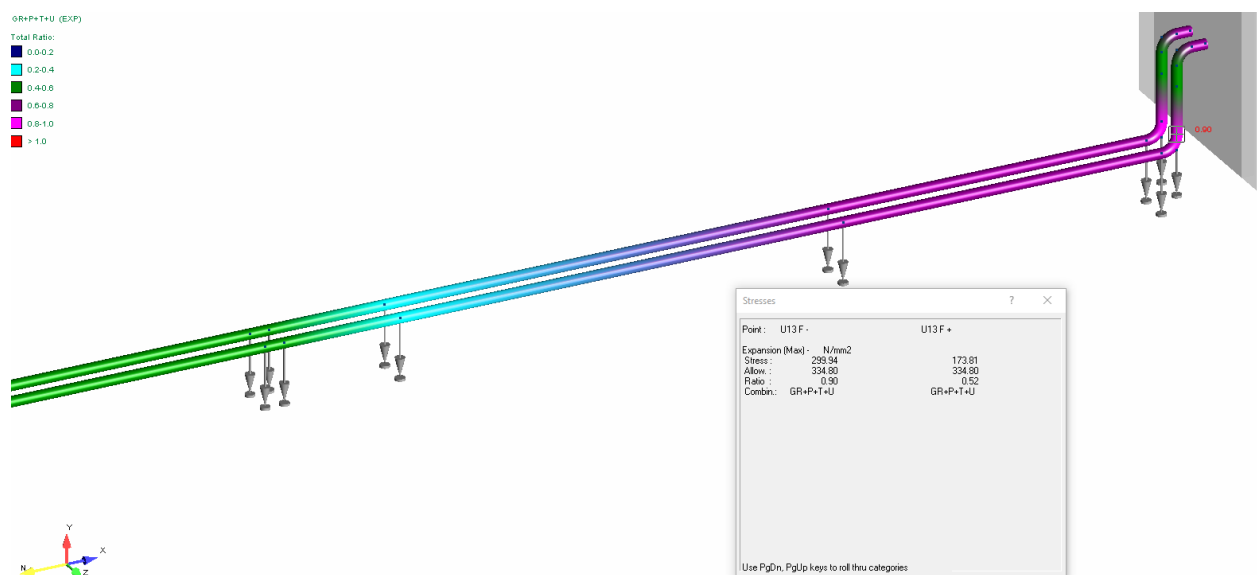 GR+P+T+U (EXP)
Total Ratio:
0.0-0.2
0.2-0.4
0.4-0.6
0.6-0.8
0.8-1.0
> 1.0
0.90
Stresses ? ×
Point : U13 F - U13 F +
Expansion (Max) - N/mm2
Stress : 299.94 173.81
Allow. : 334.80 334.80
Ratio : 0.90 0.52
Combin.: GR+P+T+U GR+P+T+U
Use PgDn, PgUp keys to roll thru categories
Y
X
N
Z